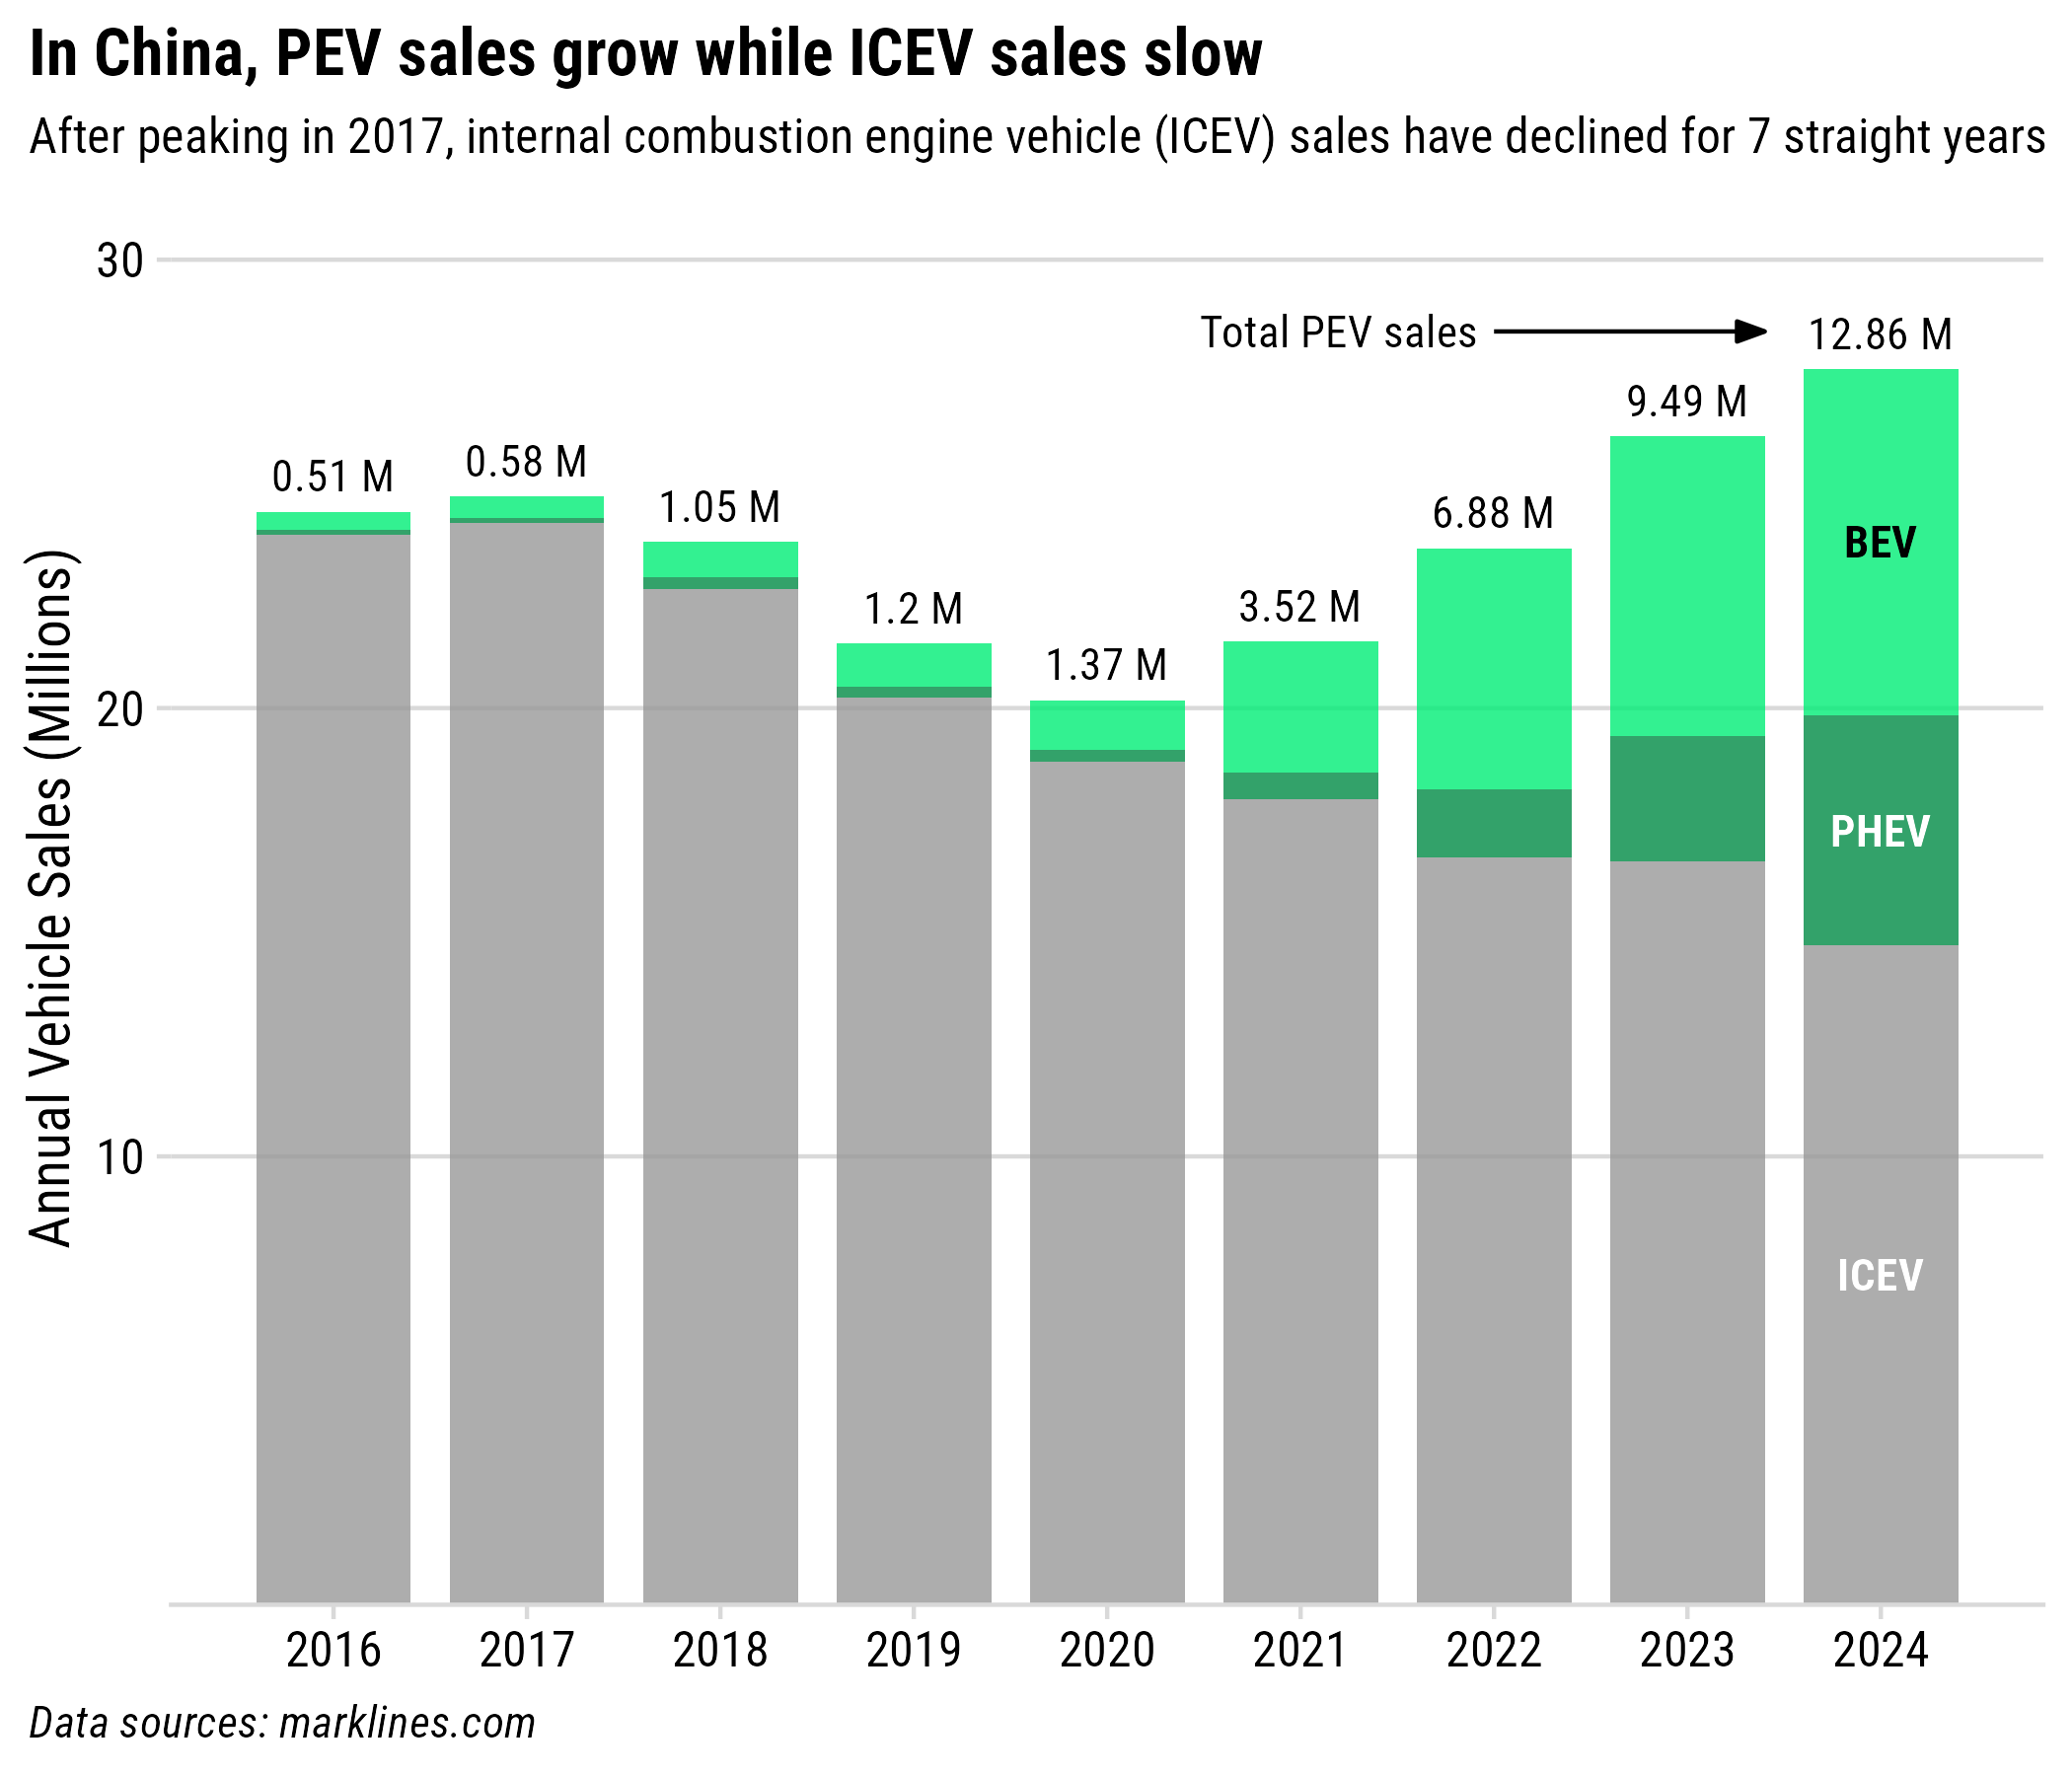 In China, PEV sales grow while ICEV sales slow
After peaking in 2017, internal combustion engine vehicle (ICEV) sales have declined for 7 straight years
Annual Vehicle Sales (Millions)
30
20
10
Total PEV sales
0.51 M
0.58 M
1.05 M
1.2 M
1.37 M
3.52 M
6.88 M
9.49 M
12.86 M
BEV
PHEV
ICEV
2016
2017
2018
2019
2020
2021
2022
2023
2024
Data sources: marklines.com